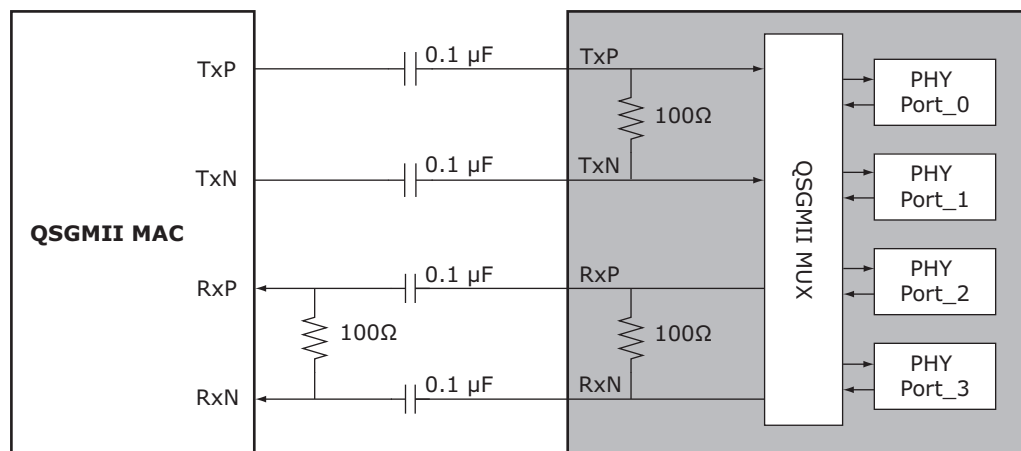 0.1 µF
TxP
TxP
PHY
Port_0
100Ω
0.1 µF
TxN
TxN
PHY
Port_1
QSGMII MAC
QSGMII MUX
0.1 µF
RxP
RxP
PHY
Port_2
100Ω
100Ω
0.1 µF
RxN
RxN
PHY
Port_3